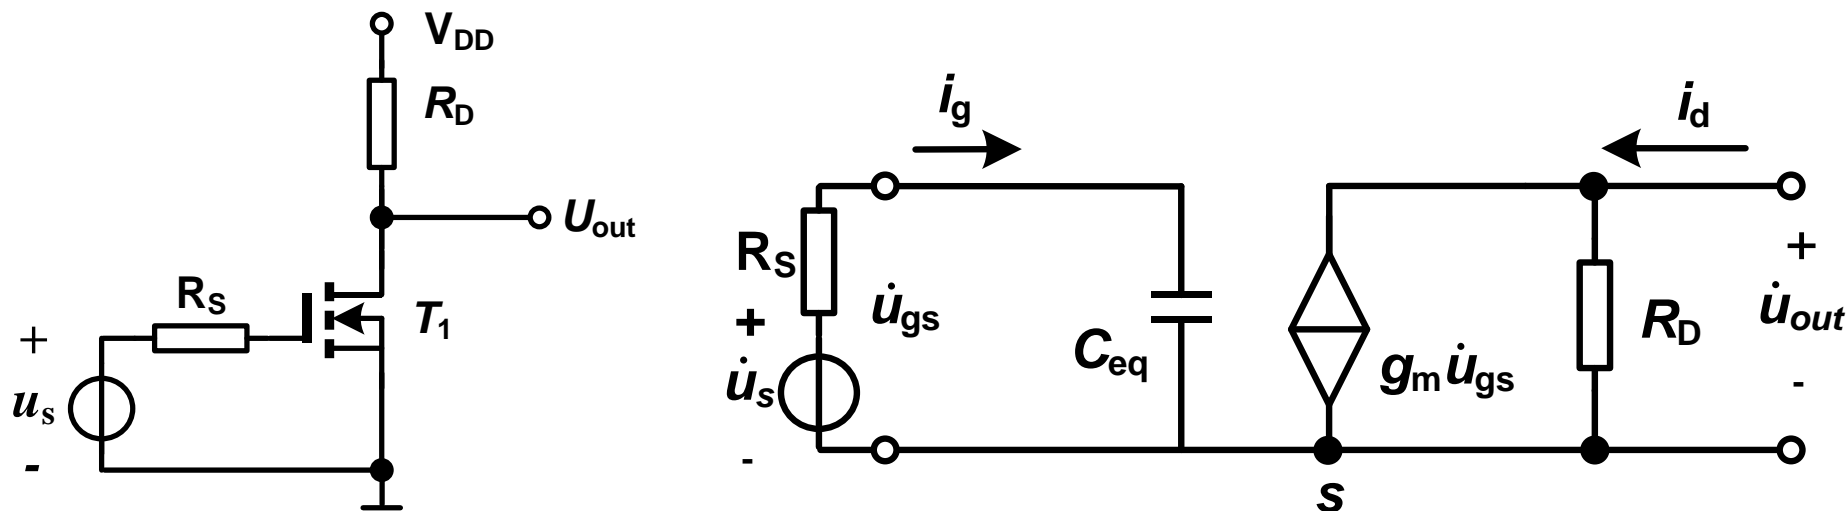 V_DD
R_D
U_out
R_S
T_1
+
u_s
-
i_g
i_d
R_S
+
u̇_s
-
u̇_gs
C_eq
g_m u̇_gs
R_D
+
u̇_out
-
s